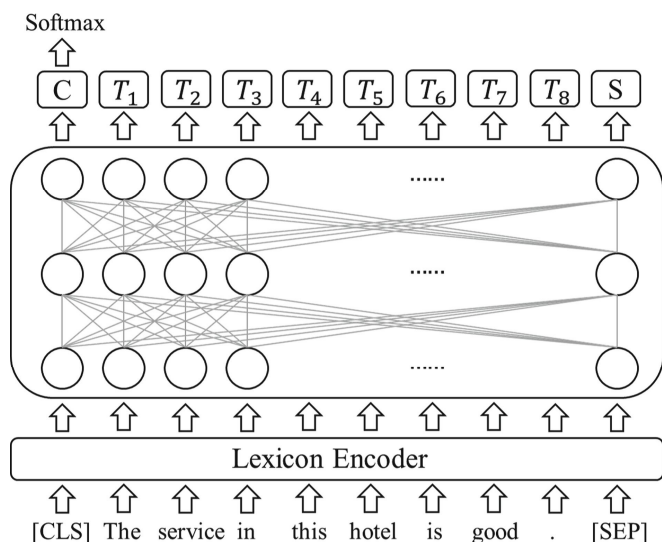 Softmax
C T₁ T₂ T₃ T₄ T₅ T₆ T₇ T₈ S
......
......
......
Lexicon Encoder
[CLS] The service in this hotel is good . [SEP]